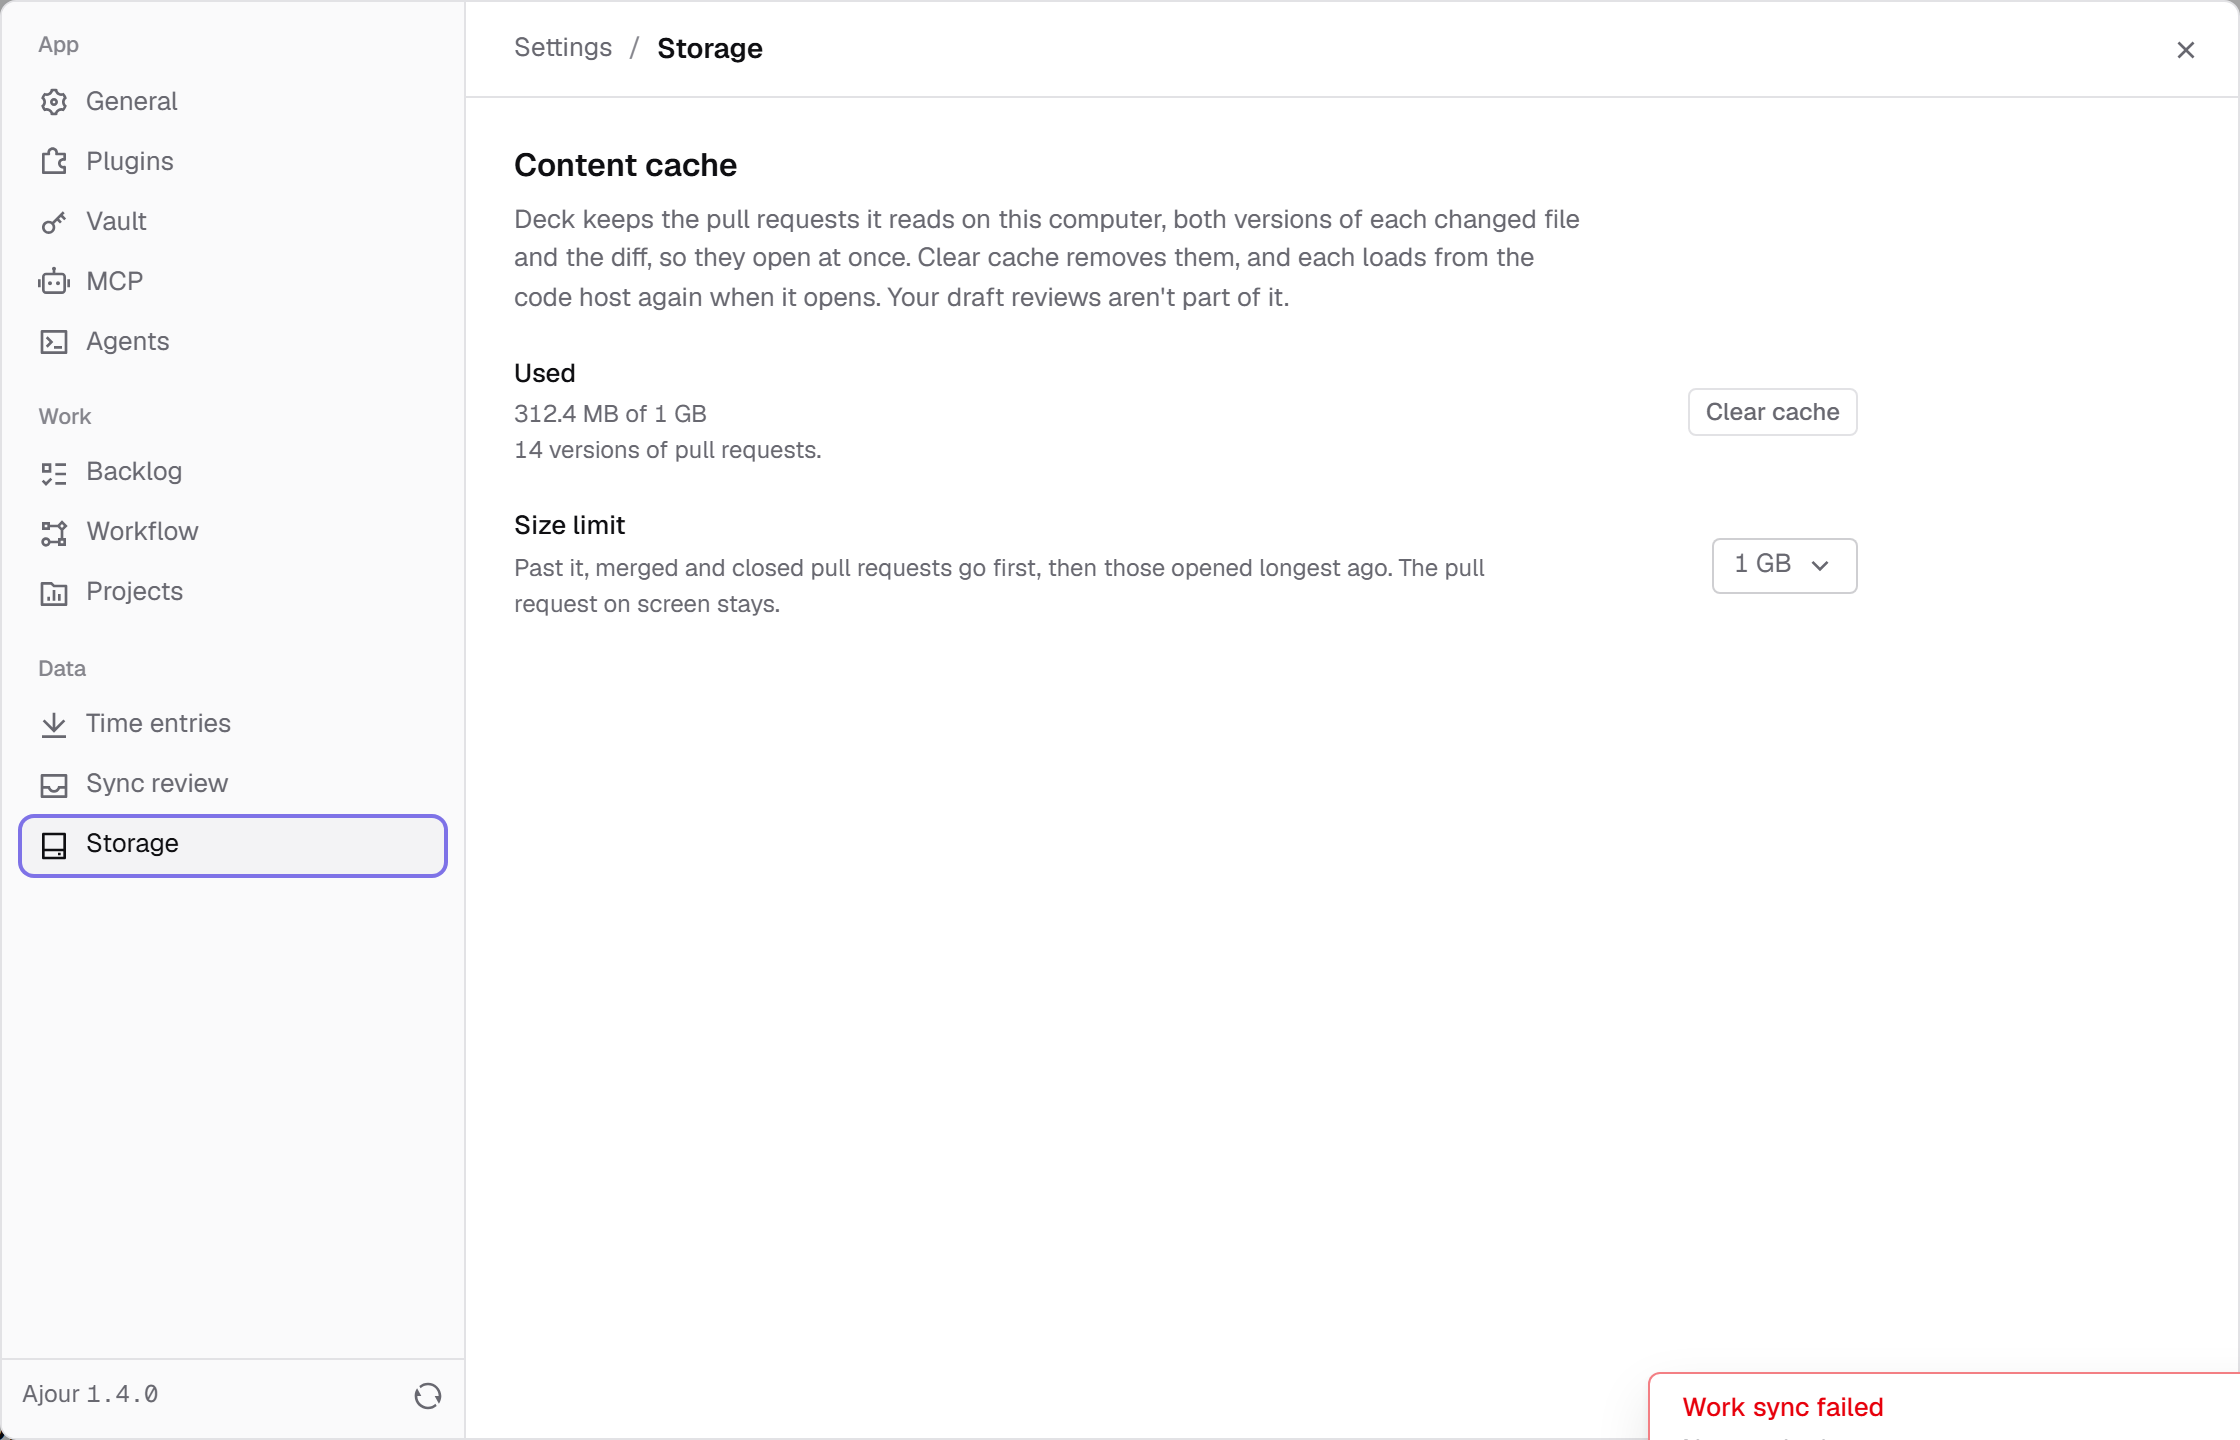 App
General
Plugins
Vault
MCP
Agents
Work
Backlog
Workflow
Projects
Data
Time entries
Sync review
Storage
Ajour 1.4.0
Settings / Storage
Content cache
Deck keeps the pull requests it reads on this computer, both versions of each changed file
and the diff, so they open at once. Clear cache removes them, and each loads from the
code host again when it opens. Your draft reviews aren't part of it.
Used
312.4 MB of 1 GB
14 versions of pull requests.
Clear cache
Size limit
Past it, merged and closed pull requests go first, then those opened longest ago. The pull
request on screen stays.
1 GB
Work sync failed